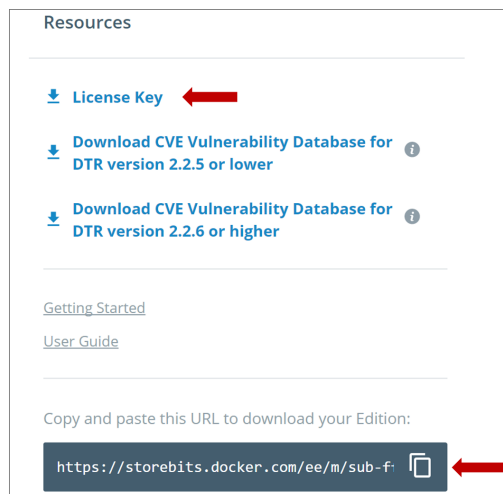 Resources
License Key
Download CVE Vulnerability Database for
DTR version 2.2.5 or lower
Download CVE Vulnerability Database for
DTR version 2.2.6 or higher
Getting Started
User Guide
Copy and paste this URL to download your Edition:
https://storebits.docker.com/ee/m/sub-f